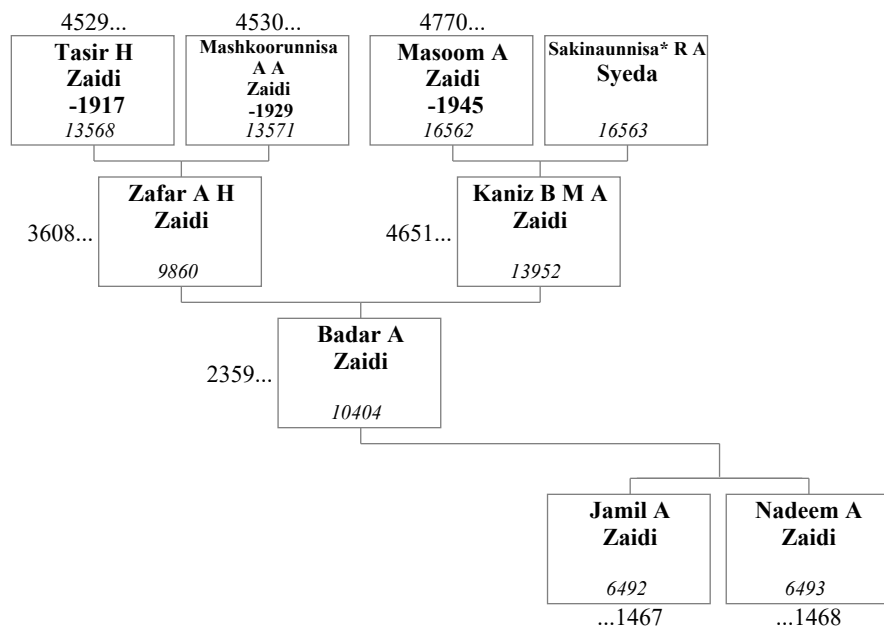 4529...
4530...
4770...
Tasir H
Zaidi
-1917
13568
Mashkoorunnisa
A A
Zaidi
-1929
13571
Masoom A
Zaidi
-1945
16562
Sakinaunnisa* R A
Syeda
16563
3608...
Zafar A H
Zaidi
9860
4651...
Kaniz B M A
Zaidi
13952
2359...
Badar A
Zaidi
10404
Jamil A
Zaidi
6492
...1467
Nadeem A
Zaidi
6493
...1468